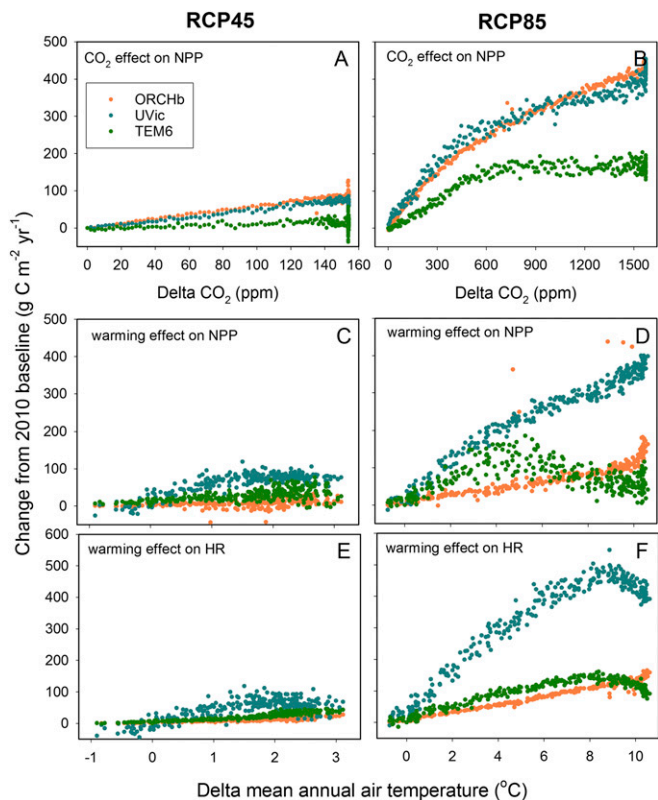 RCP45 RCP85
CO₂ effect on NPP A
CO₂ effect on NPP B
ORCHb
UVic
TEM6
500
400
300
200
100
0
0 20 40 60 80 100 120 140 160
0 300 600 900 1200 1500
Delta CO₂ (ppm) Delta CO₂ (ppm)
Change from 2010 baseline (g C m⁻² yr⁻¹)
warming effect on NPP C
warming effect on NPP D
500
400
300
200
100
0
warming effect on HR E
warming effect on HR F
600
500
400
300
200
100
0
-1 0 1 2 3
0 2 4 6 8 10
Delta mean annual air temperature (°C)